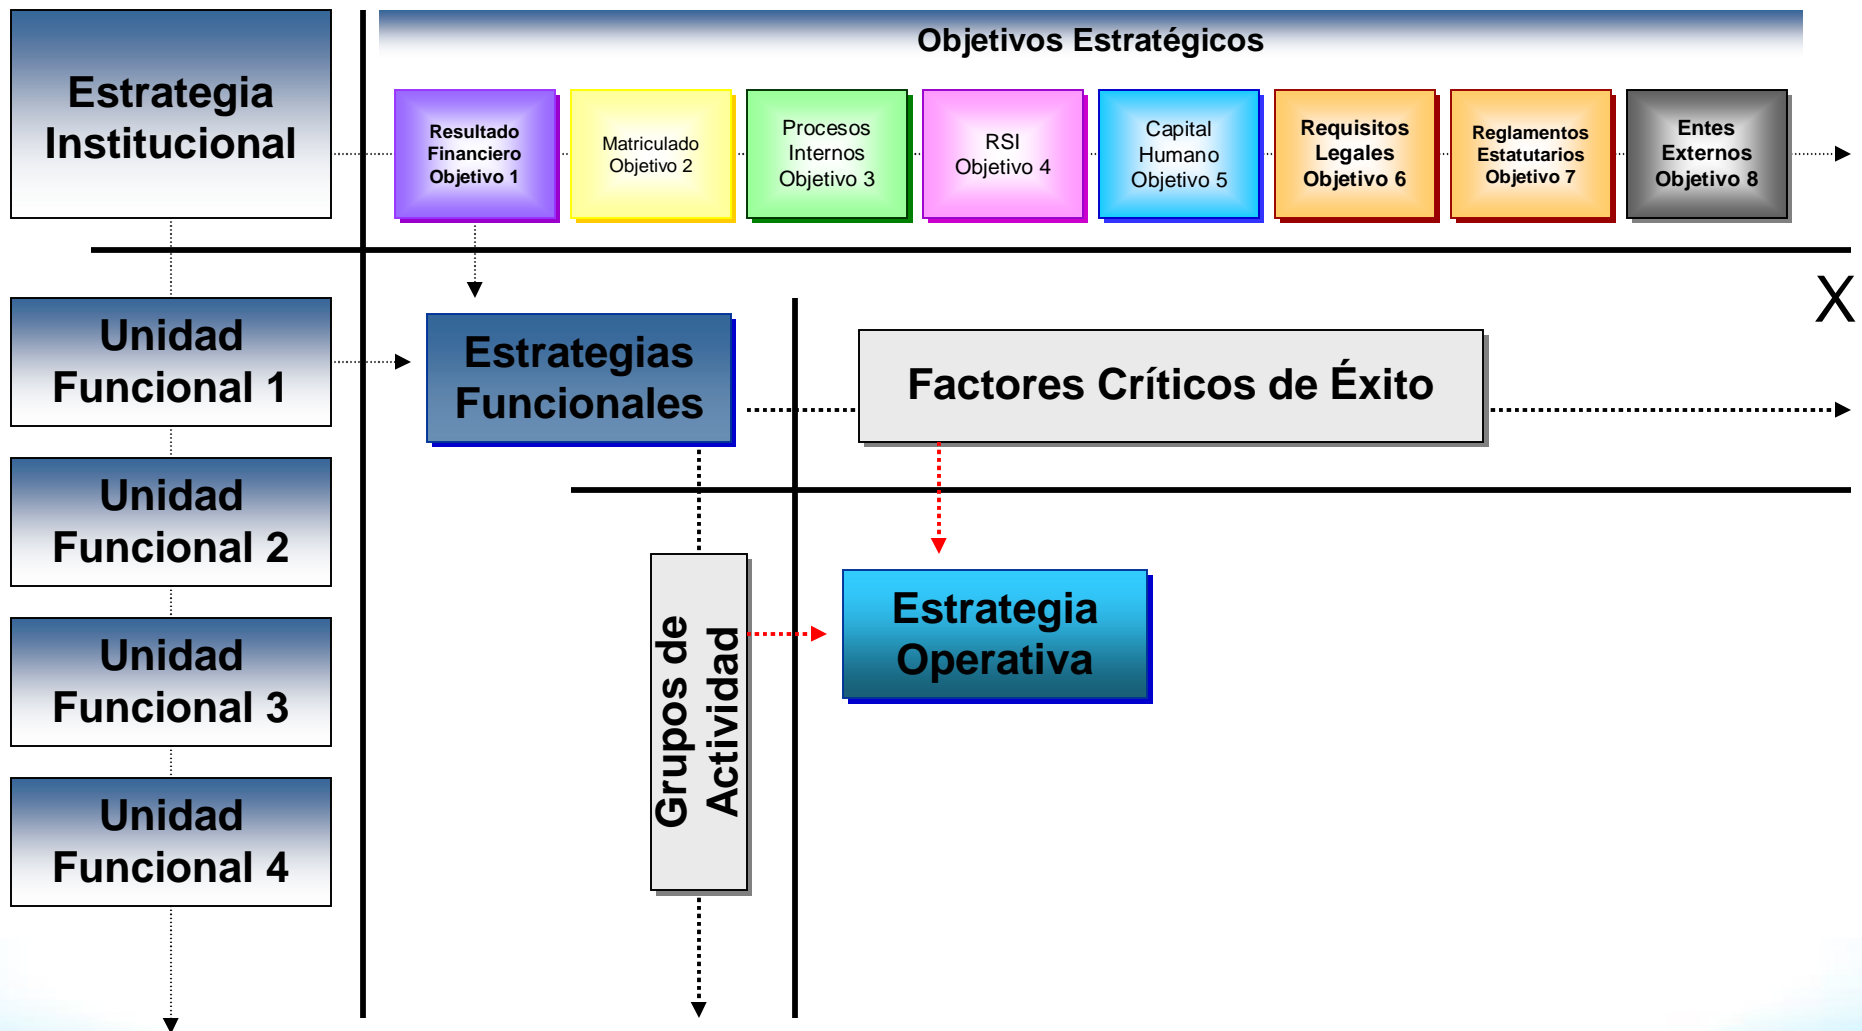 Estrategia
Institucional
Objetivos Estratégicos
Resultado
Financiero
Objetivo 1
Matriculado
Objetivo 2
Procesos
Internos
Objetivo 3
RSI
Objetivo 4
Capital
Humano
Objetivo 5
Requisitos
Legales
Objetivo 6
Reglamentos
Estatutarios
Objetivo 7
Entes
Externos
Objetivo 8
X
Unidad
Funcional 1
Estrategias
Funcionales
Factores Críticos de Éxito
Unidad
Funcional 2
Grupos de
Actividad
Estrategia
Operativa
Unidad
Funcional 3
Unidad
Funcional 4